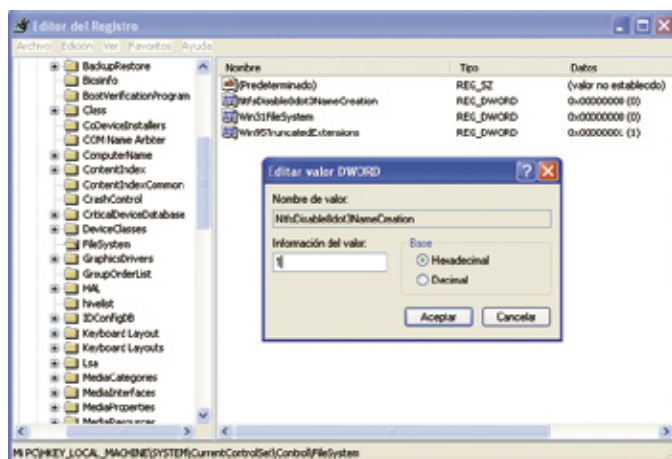 Editor del Registro
Archivo Edición Ver Favoritos Ayuda
BackupRestore
Biosinfo
BootVerificationProgram
Class
CoDeviceInstallers
COM Name Arbiter
ComputerName
ContentIndex
ContentIndexCommon
CrashControl
CriticalDeviceDatabase
DeviceClasses
FileSystem
GraphicsDrivers
GroupOrderList
HAL
hivelist
IDConfigDB
Keyboard Layout
Keyboard Layouts
Lsa
MediaCategories
MediaInterfaces
MediaProperties
MediaResources
Nombre Tipo Datos
(Predeterminado) REG_SZ (valor no establecido)
NtfsDisable8dot3NameCreation REG_DWORD 0x00000000 (0)
Win31FileSystem REG_DWORD 0x00000000 (0)
Win95TruncatedExtensions REG_DWORD 0x00000001 (1)
Editar valor DWORD
Nombre de valor:
NtfsDisable8dot3NameCreation
Información del valor:
1
Base
Hexadecimal
Decimal
Aceptar Cancelar
Mi PC\HKEY_LOCAL_MACHINE\SYSTEM\CurrentControlSet\Control\FileSystem